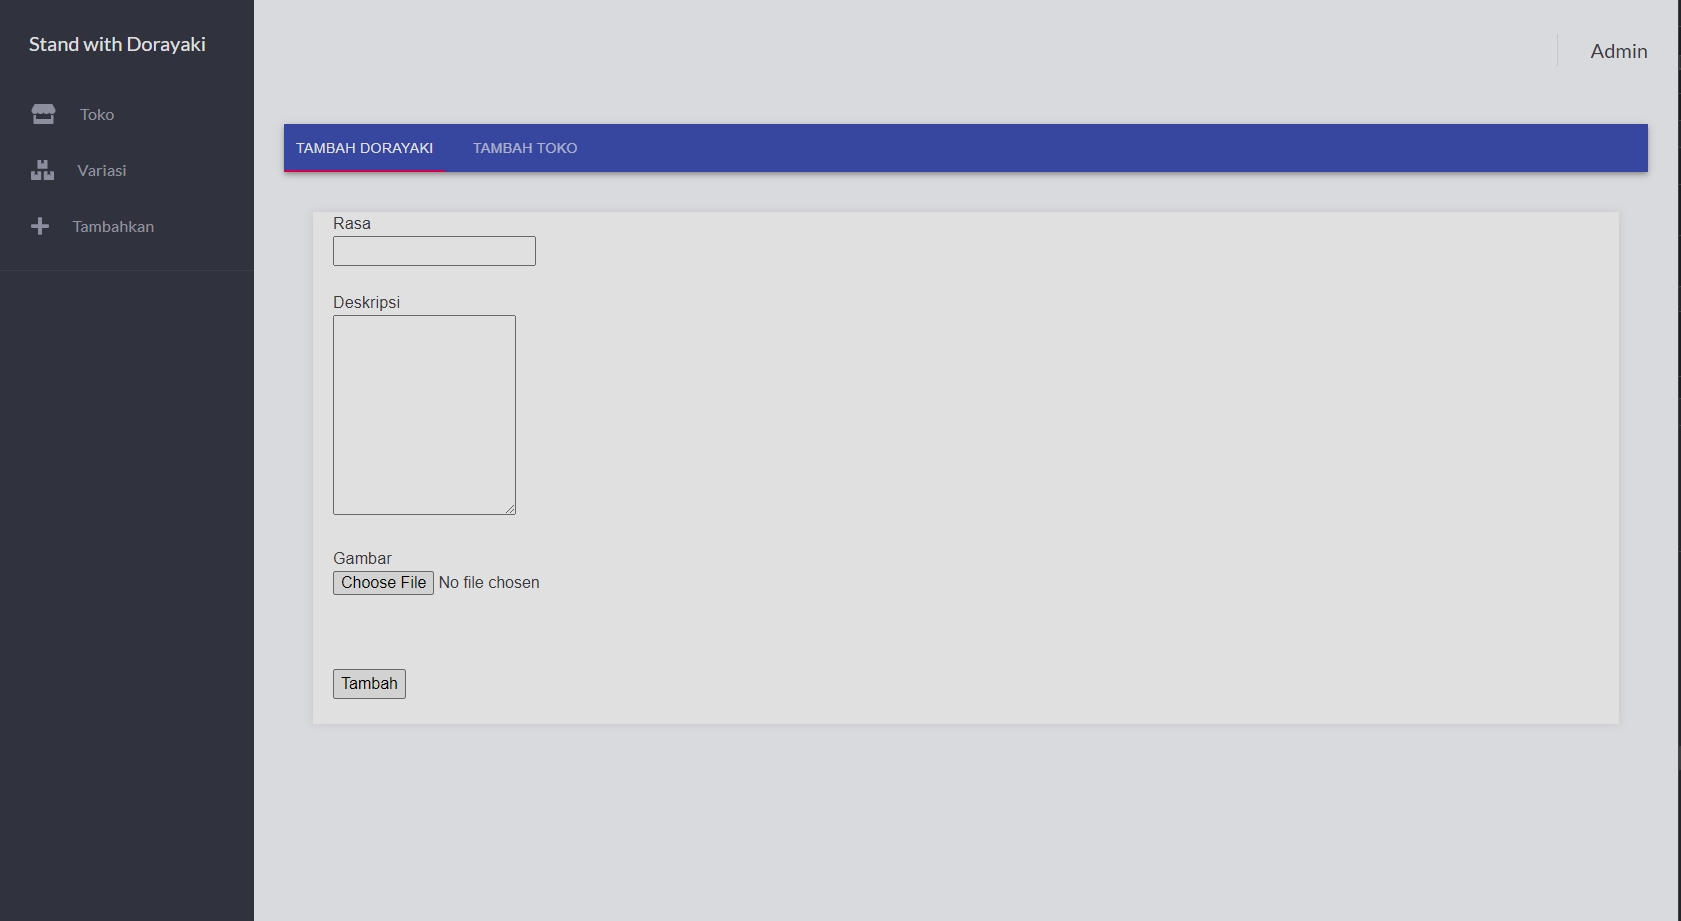 Stand with Dorayaki
Toko
Variasi
Tambahkan
Admin
TAMBAH DORAYAKI
TAMBAH TOKO
Rasa
Deskripsi
Gambar
Choose File No file chosen
Tambah